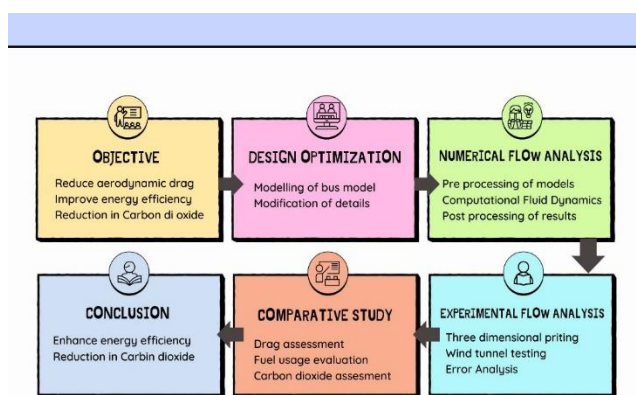 OBJECTIVE
Reduce aerodynamic drag
Improve energy efficiency
Reduction in Carbon di oxide
DESIGN OPTIMIZATION
Modelling of bus model
Modification of details
NUMERICAL FLOW ANALYSIS
Pre processing of models
Computational Fluid Dynamics
Post processing of results
EXPERIMENTAL FLOW ANALYSIS
Three dimensional priting
Wind tunnel testing
Error Analysis
COMPARATIVE STUDY
Drag assessment
Fuel usage evaluation
Carbon dioxide assesment
CONCLUSION
Enhance energy efficiency
Reduction in Carbin dioxide